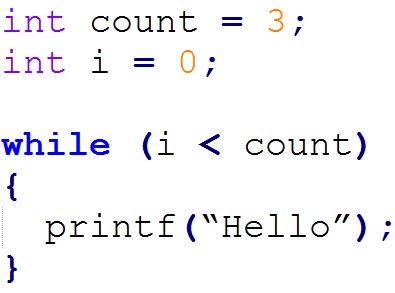 int count = 3;
int i = 0;
while (i < count)
{
printf(“Hello”);
}